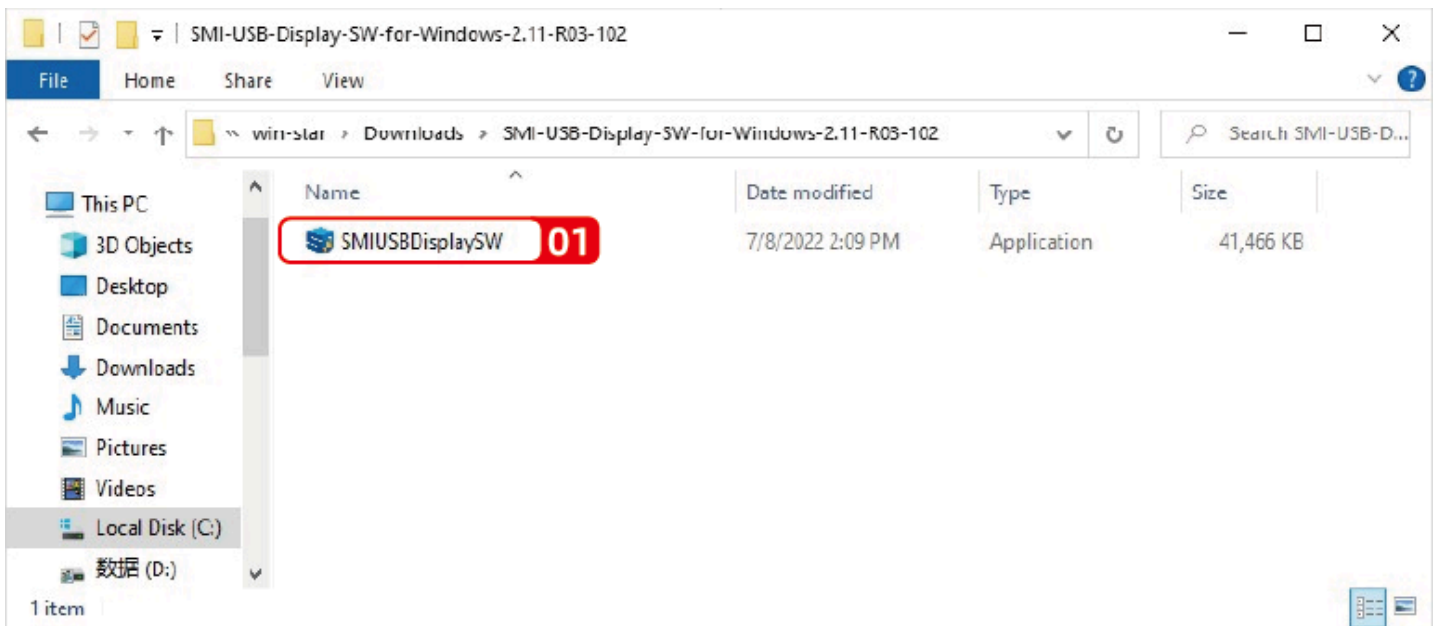 SMI-USB-Display-SW-for-Windows-2.11-R03-102
File Home Share View
win-star › Downloads › SMI-USB-Display-SW-for-Windows-2.11-R03-102 Search SMI-USB-D...
Name Date modified Type Size
SMIUSBDisplaySW 01 7/8/2022 2:09 PM Application 41,466 KB
This PC
3D Objects
Desktop
Documents
Downloads
Music
Pictures
Videos
Local Disk (C:)
数据 (D:)
1 item